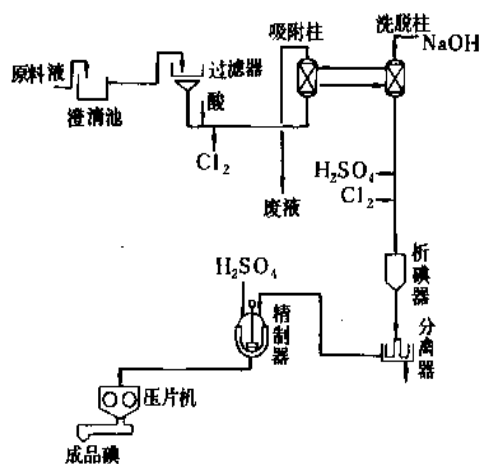 吸附柱
洗脱柱
NaOH
原料液
过滤器
澄清池
酸
Cl₂
废液
H₂SO₄
Cl₂
析碘器
H₂SO₄
精制器
分离器
压片机
成品碘